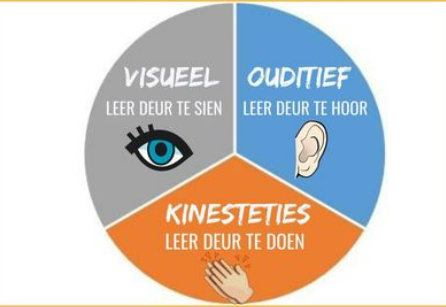 VISUEEL
LEER DEUR TE SIEN
OUDITIEF
LEER DEUR TE HOOR
KINESTETIES
LEER DEUR TE DOEN